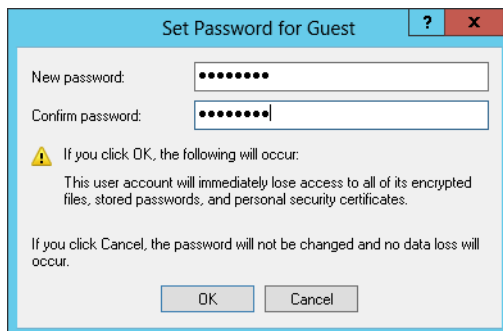 Set Password for Guest
? x
New password: ●●●●●●●●
Confirm password: ●●●●●●●●
If you click OK, the following will occur:
This user account will immediately lose access to all of its encrypted
files, stored passwords, and personal security certificates.
If you click Cancel, the password will not be changed and no data loss will
occur.
OK Cancel